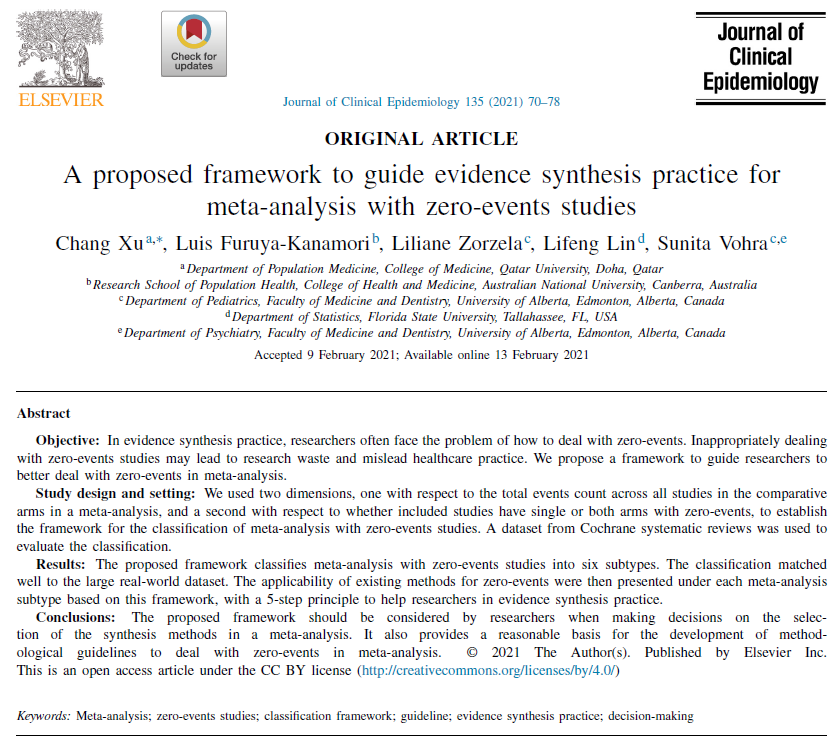 ELSEVIER
Check for
updates
Journal of
Clinical
Epidemiology
Journal of Clinical Epidemiology 135 (2021) 70–78
ORIGINAL ARTICLE
A proposed framework to guide evidence synthesis practice for
meta-analysis with zero-events studies
Chang Xu a,*, Luis Furuya-Kanamori b, Liliane Zorzela c, Lifeng Lin d, Sunita Vohra c,e
a Department of Population Medicine, College of Medicine, Qatar University, Doha, Qatar
b Research School of Population Health, College of Health and Medicine, Australian National University, Canberra, Australia
c Department of Pediatrics, Faculty of Medicine and Dentistry, University of Alberta, Edmonton, Alberta, Canada
d Department of Statistics, Florida State University, Tallahassee, FL, USA
e Department of Psychiatry, Faculty of Medicine and Dentistry, University of Alberta, Edmonton, Alberta, Canada
Accepted 9 February 2021; Available online 13 February 2021
Abstract
Objective: In evidence synthesis practice, researchers often face the problem of how to deal with zero-events. Inappropriately dealing
with zero-events studies may lead to research waste and mislead healthcare practice. We propose a framework to guide researchers to
better deal with zero-events in meta-analysis.
Study design and setting: We used two dimensions, one with respect to the total events count across all studies in the comparative
arms in a meta-analysis, and a second with respect to whether included studies have single or both arms with zero-events, to establish
the framework for the classification of meta-analysis with zero-events studies. A dataset from Cochrane systematic reviews was used to
evaluate the classification.
Results: The proposed framework classifies meta-analysis with zero-events studies into six subtypes. The classification matched
well to the large real-world dataset. The applicability of existing methods for zero-events were then presented under each meta-analysis
subtype based on this framework, with a 5-step principle to help researchers in evidence synthesis practice.
Conclusions: The proposed framework should be considered by researchers when making decisions on the selec-
tion of the synthesis methods in a meta-analysis. It also provides a reasonable basis for the development of method-
ological guidelines to deal with zero-events in meta-analysis. © 2021 The Author(s). Published by Elsevier Inc.
This is an open access article under the CC BY license (http://creativecommons.org/licenses/by/4.0/)
Keywords: Meta-analysis; zero-events studies; classification framework; guideline; evidence synthesis practice; decision-making